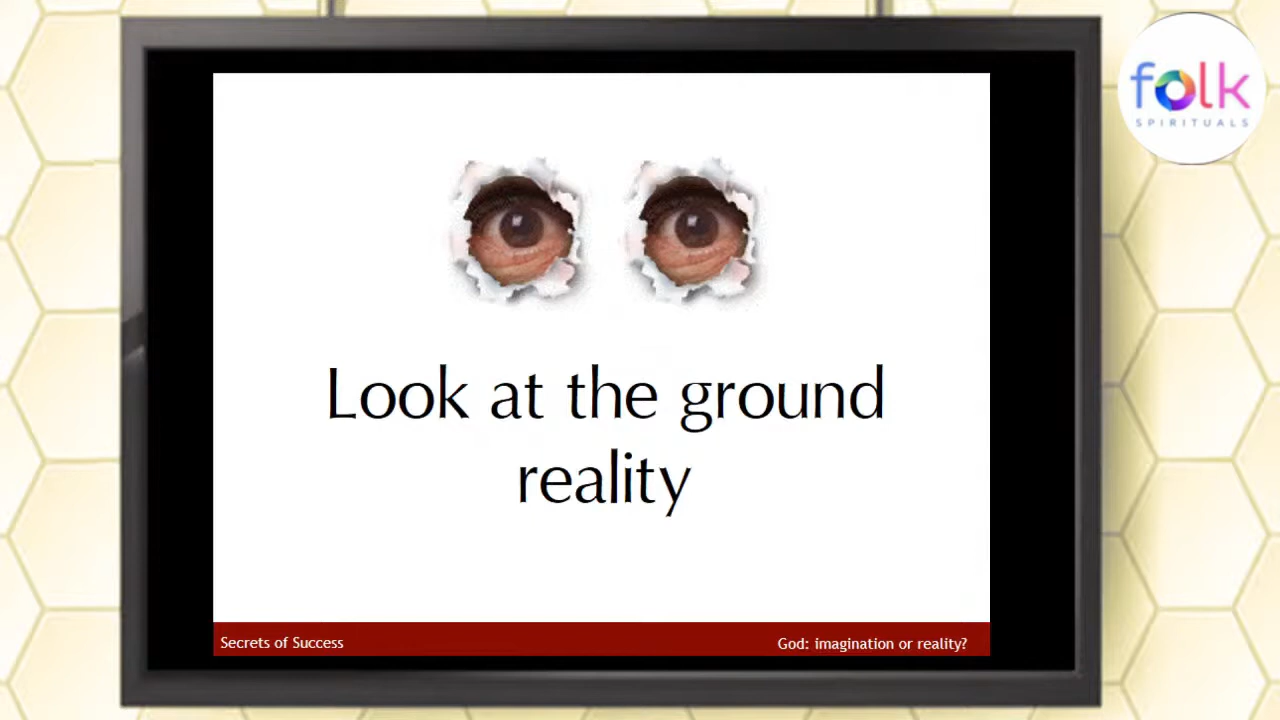 folk
SPIRITUALS
Look at the ground
reality
Secrets of Success
God: imagination or reality?